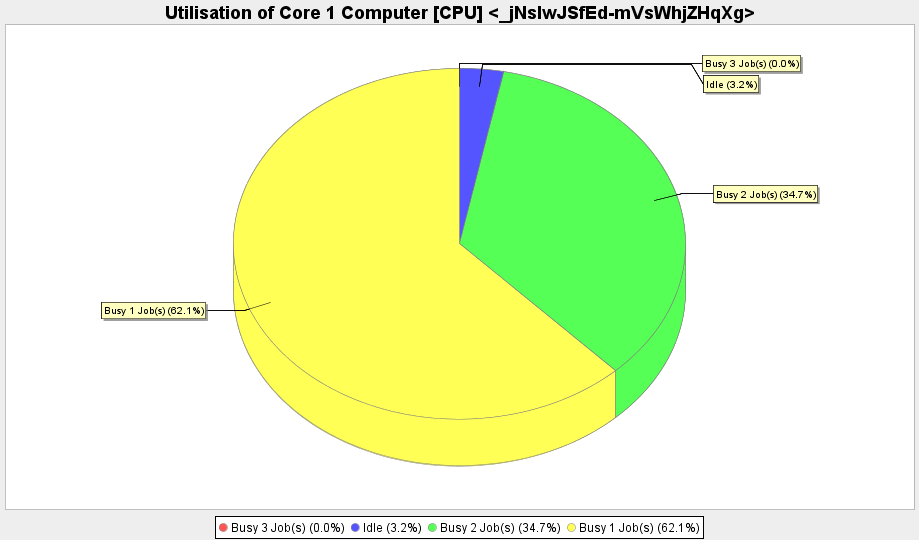 Utilisation of Core 1 Computer [CPU] <_jNslwJSfEd-mVsWhjZHqXg>
Busy 3 Job(s) (0.0%)
Idle (3.2%)
Busy 2 Job(s) (34.7%)
Busy 1 Job(s) (62.1%)
Busy 3 Job(s) (0.0%) Idle (3.2%) Busy 2 Job(s) (34.7%) Busy 1 Job(s) (62.1%)